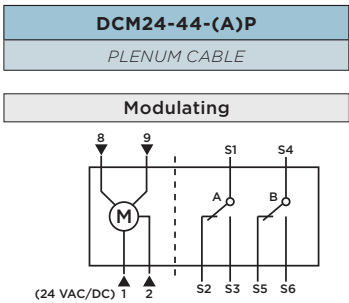 DCM24-44-(A)P
PLENUM CABLE
Modulating
8 9 S1 S4
A B
M
(24 VAC/DC) 1 2 S2 S3 S5 S6